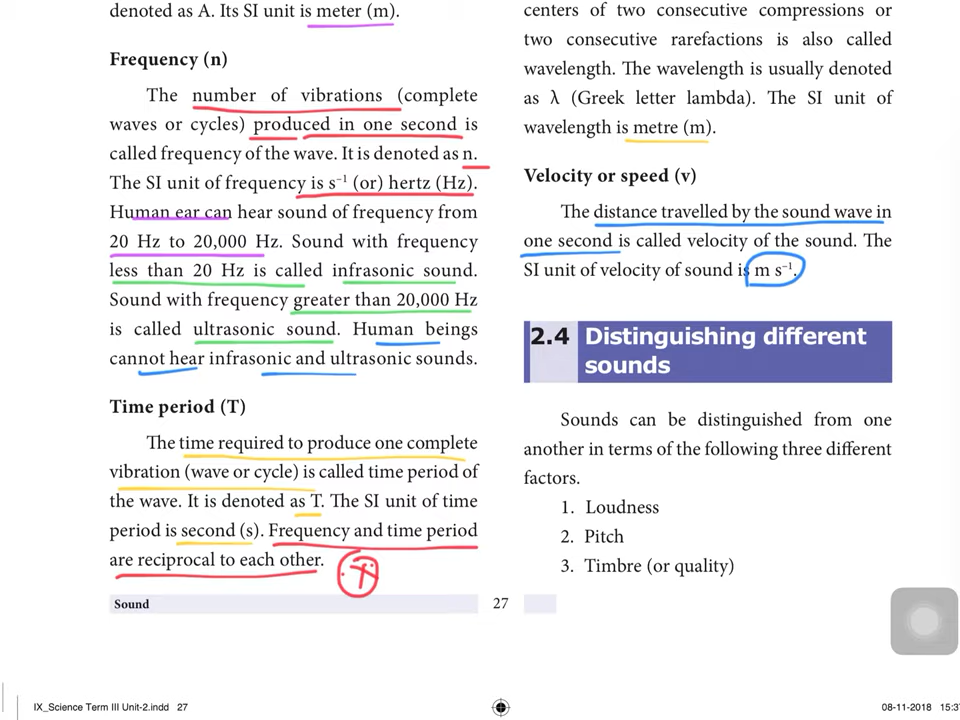 denoted as A. Its SI unit is meter (m).
Frequency (n)
The number of vibrations (complete
waves or cycles) produced in one second is
called frequency of the wave. It is denoted as n.
The SI unit of frequency is s⁻¹ (or) hertz (Hz).
Human ear can hear sound of frequency from
20 Hz to 20,000 Hz. Sound with frequency
less than 20 Hz is called infrasonic sound.
Sound with frequency greater than 20,000 Hz
is called ultrasonic sound. Human beings
cannot hear infrasonic and ultrasonic sounds.
Time period (T)
The time required to produce one complete
vibration (wave or cycle) is called time period of
the wave. It is denoted as T. The SI unit of time
period is second (s). Frequency and time period
are reciprocal to each other.
centers of two consecutive compressions or
two consecutive rarefactions is also called
wavelength. The wavelength is usually denoted
as λ (Greek letter lambda). The SI unit of
wavelength is metre (m).
Velocity or speed (v)
The distance travelled by the sound wave in
one second is called velocity of the sound. The
SI unit of velocity of sound is m s⁻¹.
2.4 Distinguishing different
sounds
Sounds can be distinguished from one
another in terms of the following three different
factors.
1. Loudness
2. Pitch
3. Timbre (or quality)
Sound
27
IX_Science Term III Unit-2.indd 27
08-11-2018 15:3